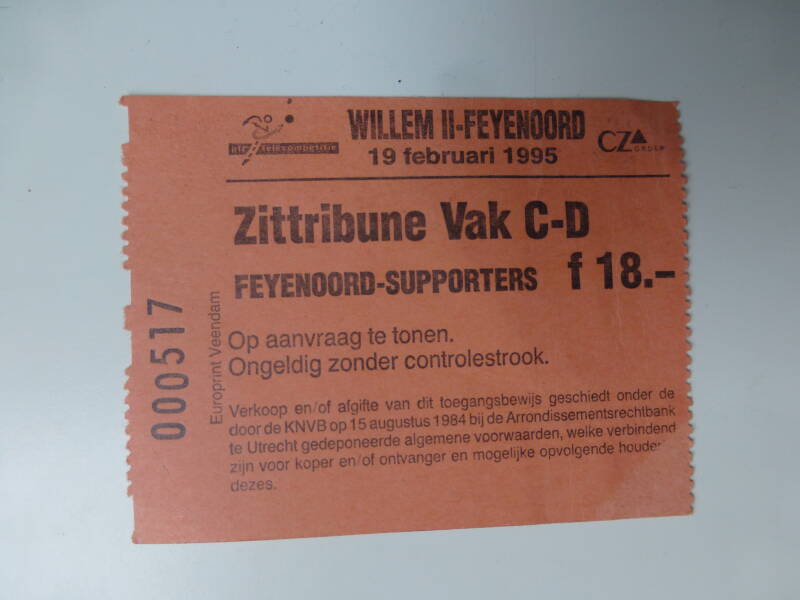 WILLEM II-FEYENOORD
19 februari 1995
ptt telecompetitie
CZ
GROEP
Zittribune Vak C-D
FEYENOORD-SUPPORTERS f 18.–
Op aanvraag te tonen.
Ongeldig zonder controlestrook.
Verkoop en/of afgifte van dit toegangsbewijs geschiedt onder de
door de KNVB op 15 augustus 1984 bij de Arrondissementsrechtbank
te Utrecht gedeponeerde algemene voorwaarden, welke verbindend
zijn voor koper en/of ontvanger en mogelijke opvolgende houder
dezes.
Europrint Veendam
000517